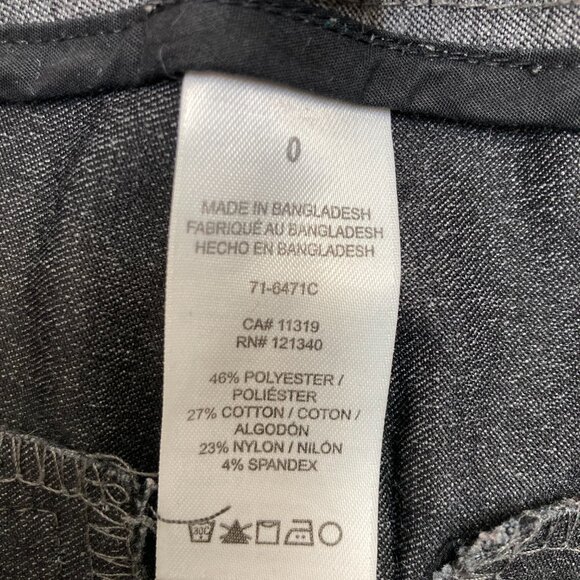 0
MADE IN BANGLADESH
FABRIQUÉ AU BANGLADESH
HECHO EN BANGLADESH
71-6471C
CA# 11319
RN# 121340
46% POLYESTER /
POLIÉSTER
27% COTTON / COTON /
ALGODÓN
23% NYLON / NILÓN
4% SPANDEX